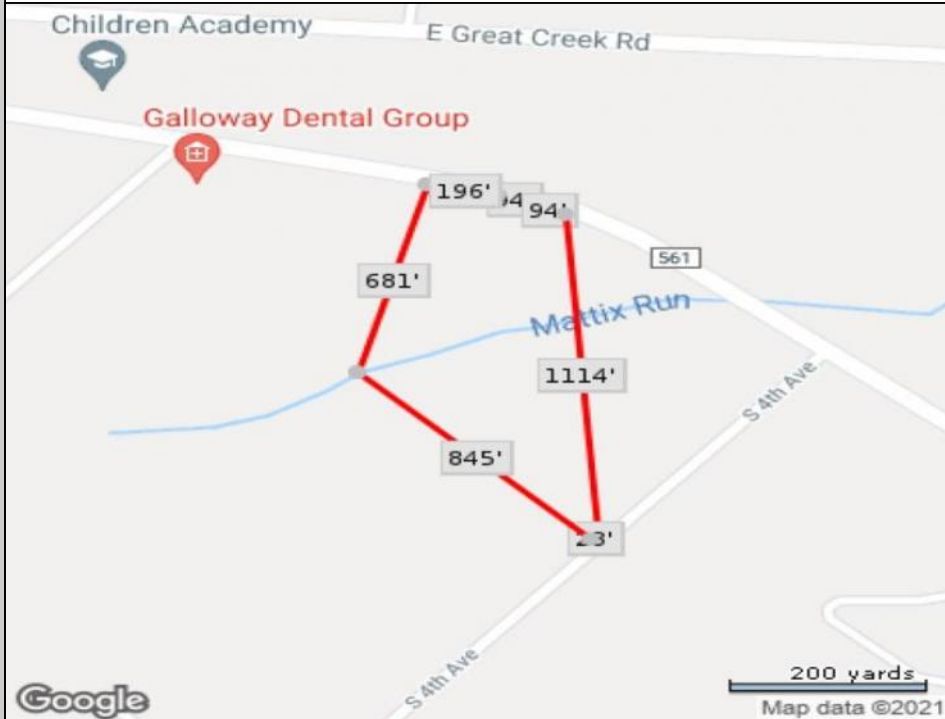 Children Academy
E Great Creek Rd
Galloway Dental Group
196'
94'
681'
561
Mattix Run
1114'
S 4th Ave
845'
23'
S 4th Ave
200 yards
Google
Map data ©2021